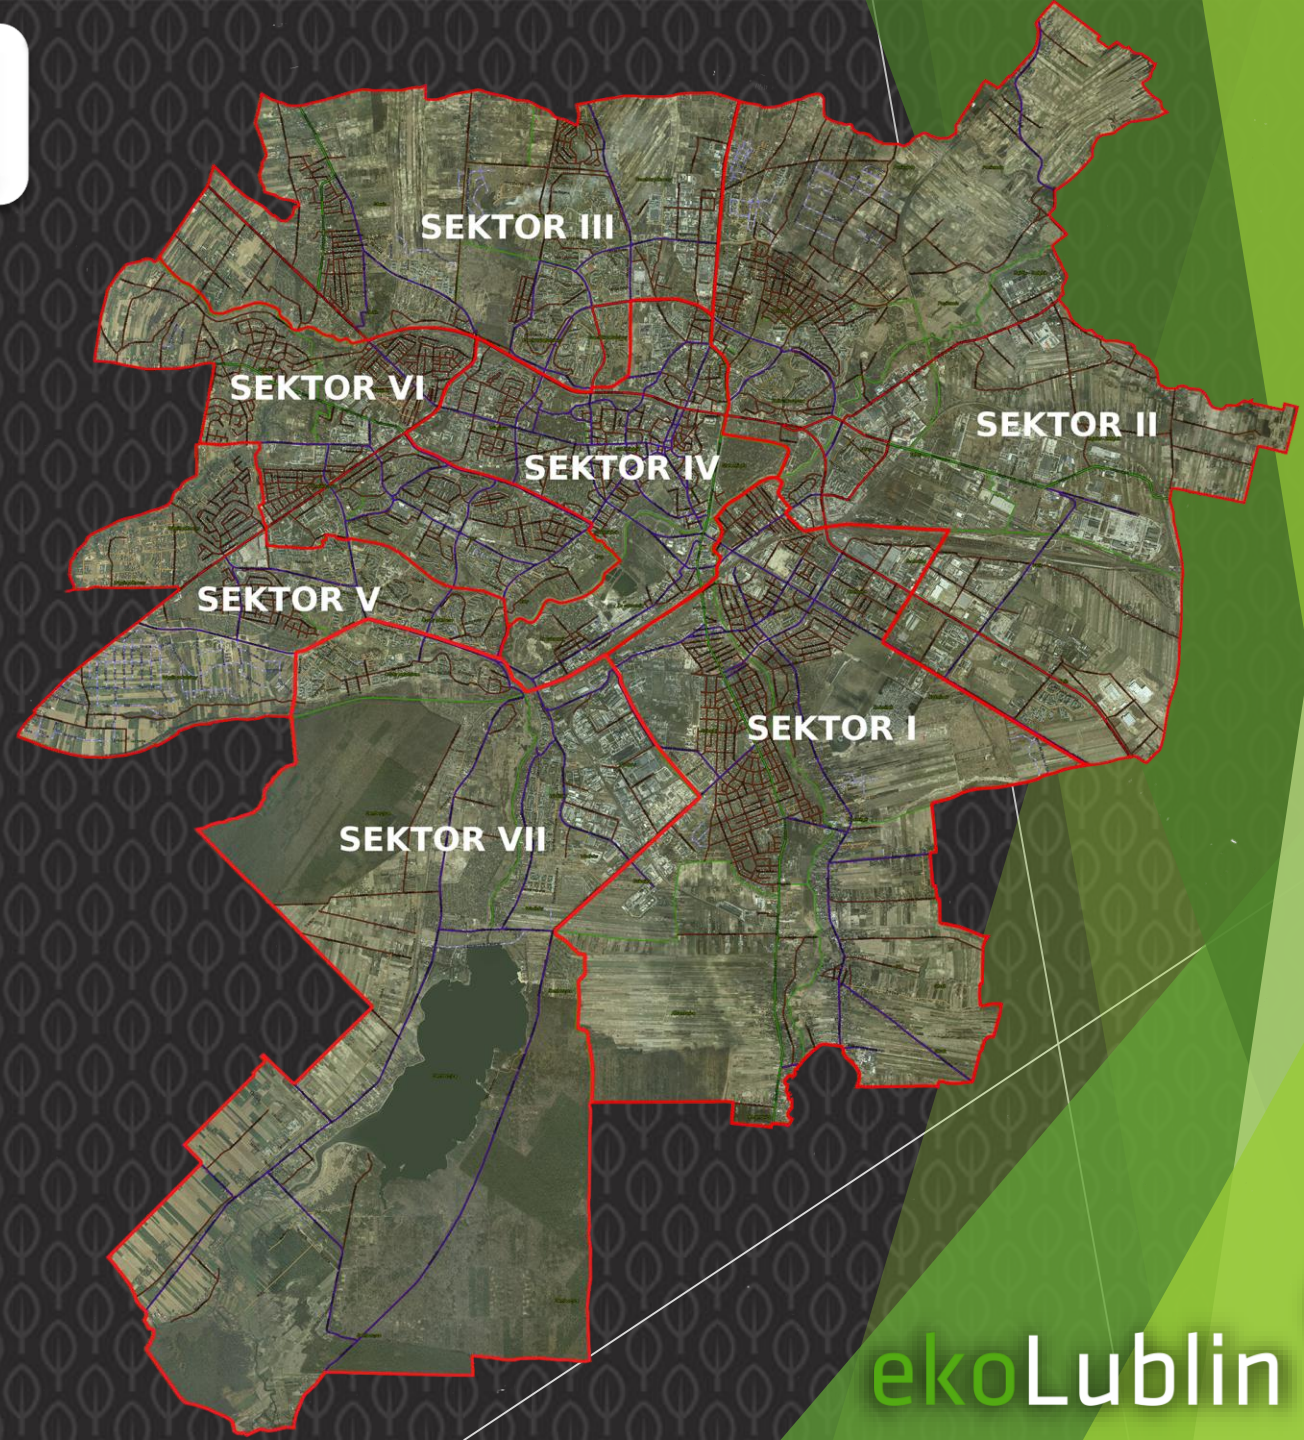 SEKTOR III
SEKTOR VI
SEKTOR II
SEKTOR IV
SEKTOR V
SEKTOR I
SEKTOR VII
ekoLublin